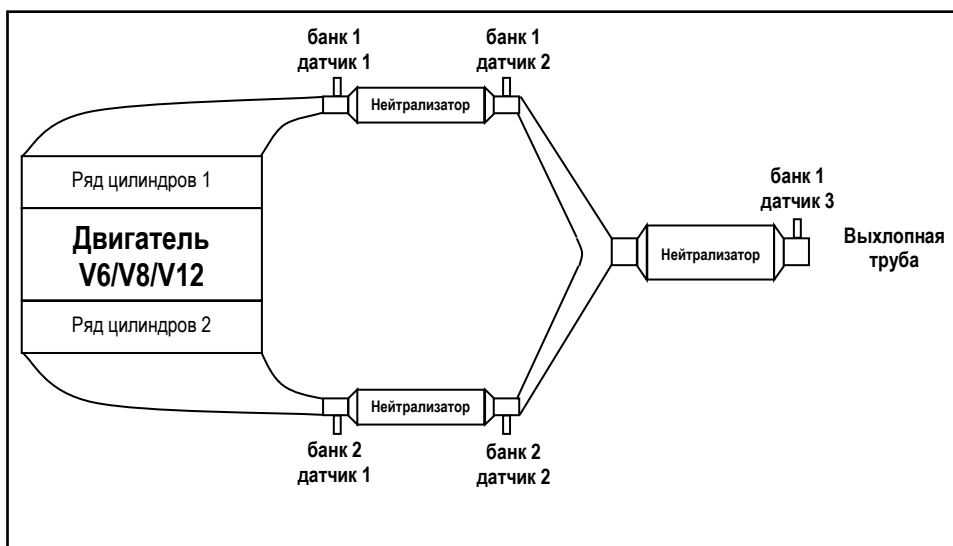 банк 1
датчик 1
банк 1
датчик 2
Нейтрализатор
Ряд цилиндров 1
Двигатель
V6/V8/V12
Ряд цилиндров 2
банк 1
датчик 3
Нейтрализатор
Выхлопная
труба
Нейтрализатор
банк 2
датчик 1
банк 2
датчик 2